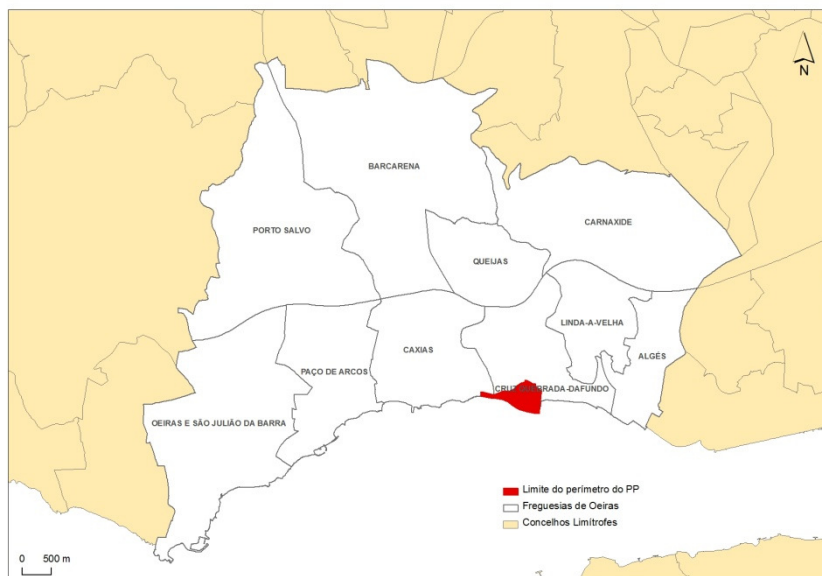 N
BARCARENA
CARNAXIDE
PORTO SALVO
QUEIJAS
LINDA-A-VELHA
CAXIAS
ALGÉS
PAÇO DE ARCOS
CRUZ QUEBRADA-DAFUNDO
OEIRAS E SÃO JULIÃO DA BARRA
Limite do perímetro do PP
Freguesias de Oeiras
Concelhos Limítrofes
0 500 m